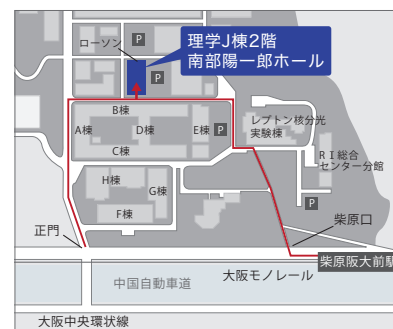 ローソン
P
理学J棟2階
南部陽一郎ホール
P
B棟
A棟
D棟
E棟
P
C棟
レプトン核分光
実験棟
RI総合
センター分館
H棟
G棟
F棟
P
正門
柴原口
柴原阪大前駅
大阪モノレール
中国自動車道
大阪中央環状線